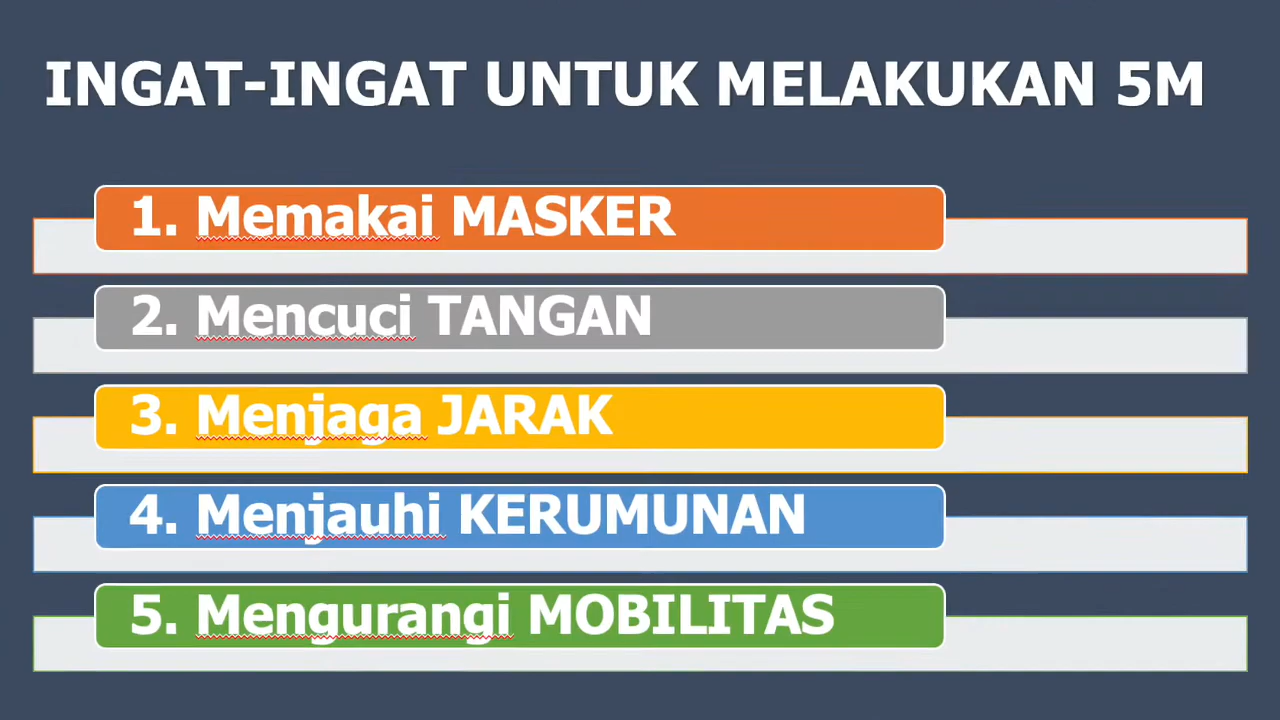 INGAT-INGAT UNTUK MELAKUKAN 5M
1. Memakai MASKER
2. Mencuci TANGAN
3. Menjaga JARAK
4. Menjauhi KERUMUNAN
5. Mengurangi MOBILITAS